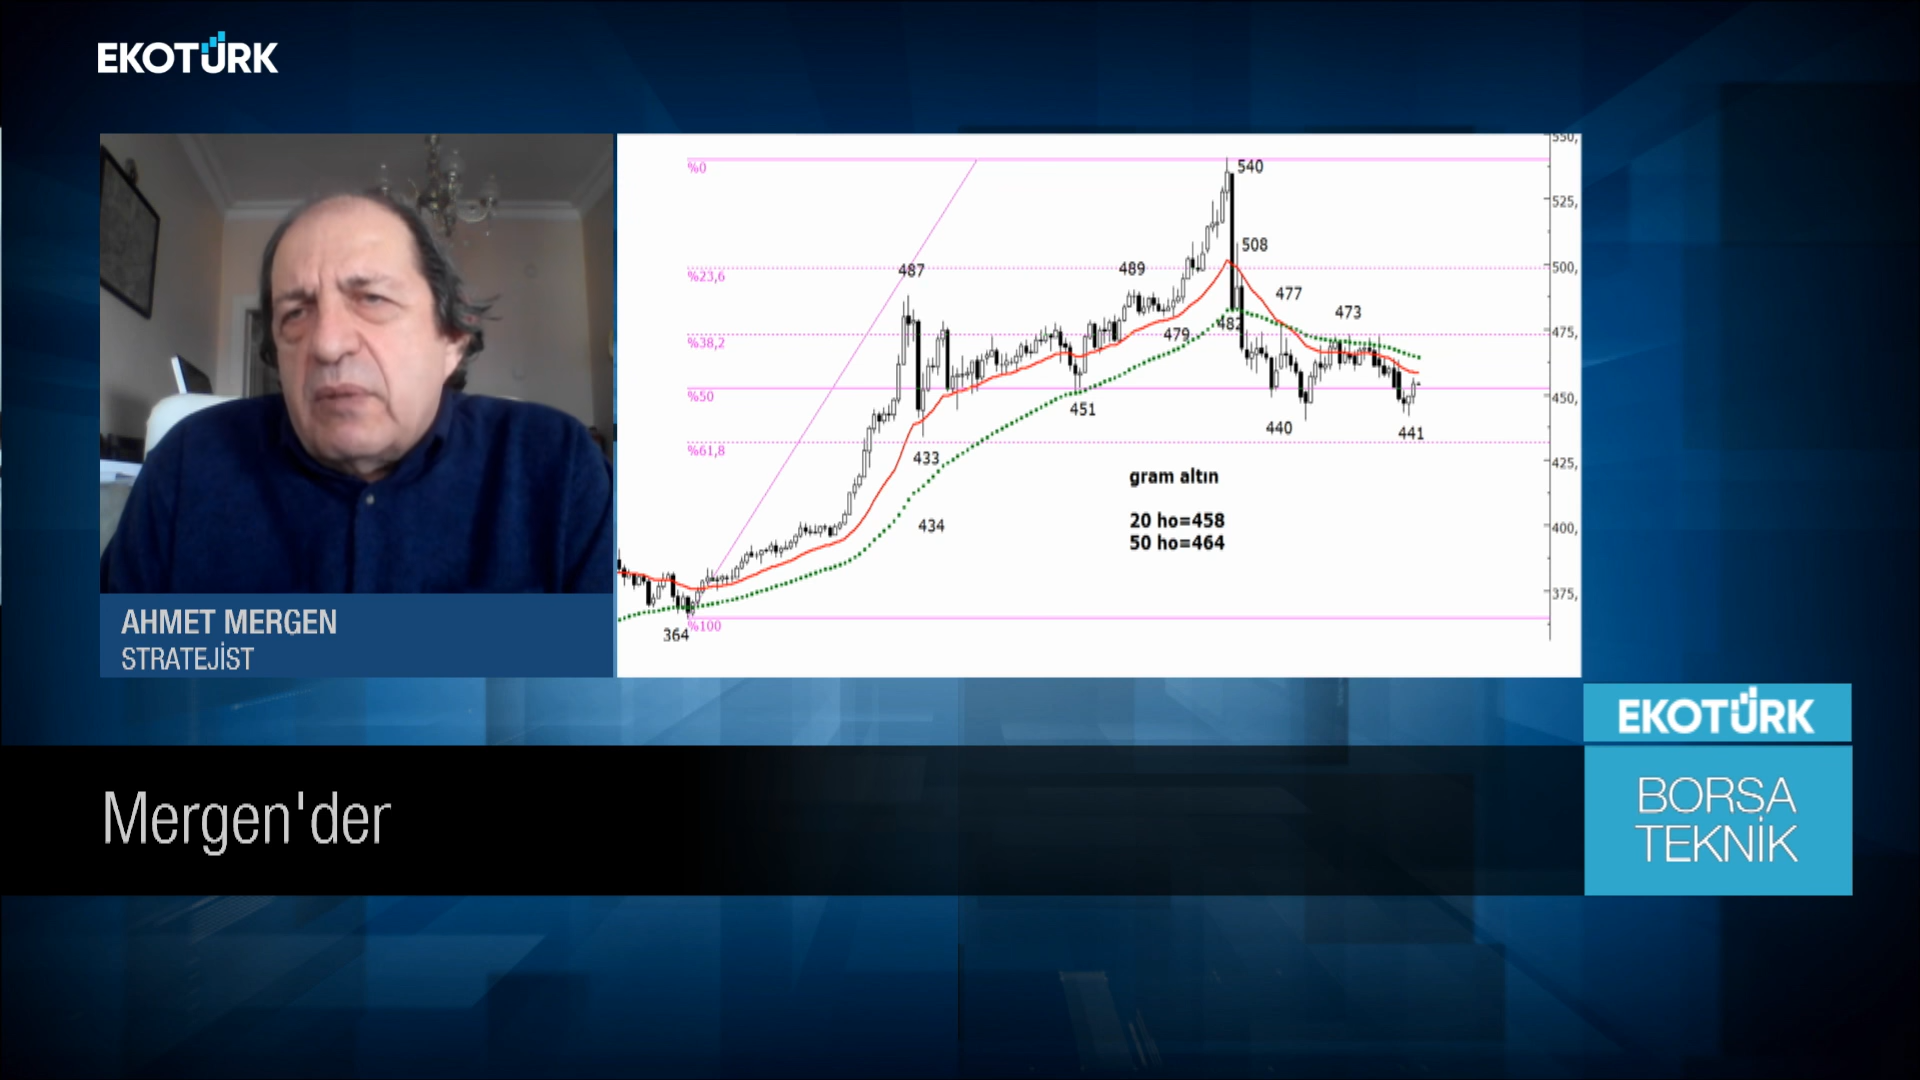 EKOTÜRK
550,
%0
540
525,
508
500,
487
489
%23,6
477
473
475,
%38,2
479
482
%50
450,
451
440
441
%61,8
433
425,
gram altın
434
20 ho=458
400,
50 ho=464
375,
364
%100
AHMET MERGEN
STRATEJİST
EKOTÜRK
Mergen'der
BORSA
TEKNİK